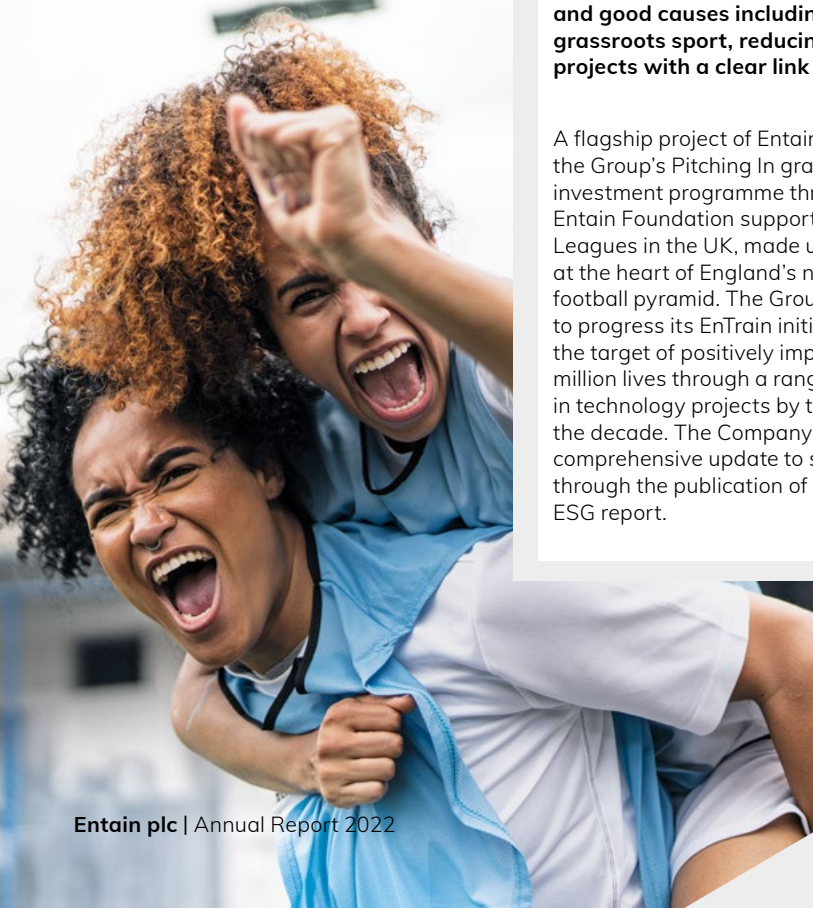 and good causes includin
grassroots sport, reducin
projects with a clear link
A flagship project of Entain
the Group's Pitching In gra
investment programme thr
Entain Foundation support
Leagues in the UK, made u
at the heart of England's n
football pyramid. The Grou
to progress its EnTrain initi
the target of positively imp
million lives through a rang
in technology projects by t
the decade. The Company
comprehensive update to s
through the publication of
ESG report.
Entain plc | Annual Report 2022